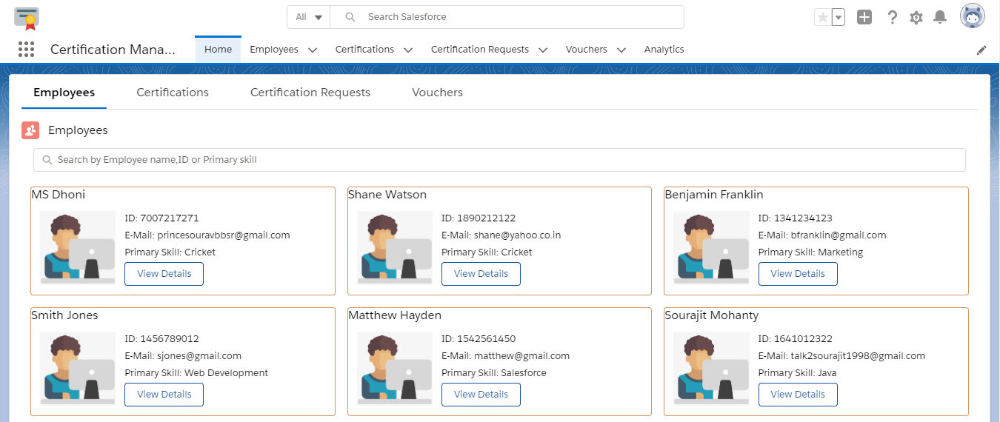 All Search Salesforce
Certification Mana... Home Employees Certifications Certification Requests Vouchers Analytics
Employees Certifications Certification Requests Vouchers
Employees
Search by Employee name,ID or Primary skill
MS Dhoni
ID: 7007217271
E-Mail: princesouravbbsr@gmail.com
Primary Skill: Cricket
View Details
Shane Watson
ID: 1890212122
E-Mail: shane@yahoo.co.in
Primary Skill: Cricket
View Details
Benjamin Franklin
ID: 1341234123
E-Mail: bfranklin@gmail.com
Primary Skill: Marketing
View Details
Smith Jones
ID: 1456789012
E-Mail: sjones@gmail.com
Primary Skill: Web Development
View Details
Matthew Hayden
ID: 1542561450
E-Mail: matthew@gmail.com
Primary Skill: Salesforce
View Details
Sourajit Mohanty
ID: 1641012322
E-Mail: talk2sourajit1998@gmail.com
Primary Skill: Java
View Details